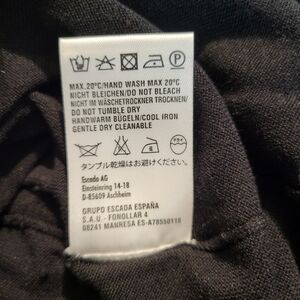 MAX. 20°C/HAND WASH MAX 20°C
NICHT BLEICHEN/DO NOT BLEACH
NICHT IM WÄSCHETROCKNER TROCKNEN/
DO NOT TUMBLE DRY
HANDWARM BÜGELN/COOL IRON
GENTLE DRY CLEANABLE
タンブル乾燥はお避けください。
Escada AG
Einsteinring 14-18
D-85609 Aschheim
GRUPO ESCADA ESPAÑA
S.A.U. - FONOLLAR 4
08241 MANRESA ES-A78550118